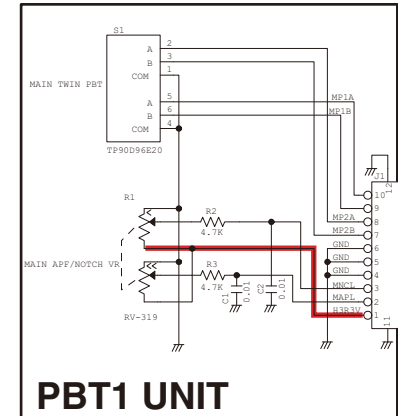 S1
MAIN TWIN PBT
A 2
B 3
COM 1
A 5
B 6
COM 4
TP90D96E20
MP1A
MP1B
J1
12
10
9
MP2A 8
MP2B 7
GND 6
GND 5
GND 4
MNCL 3
MAPL 2
H3R3V 1
11
R1
R2
4.7K
MAIN APF/NOTCH VR
R3
4.7K
C1
0.01
C2
0.01
RV-319
PBT1 UNIT